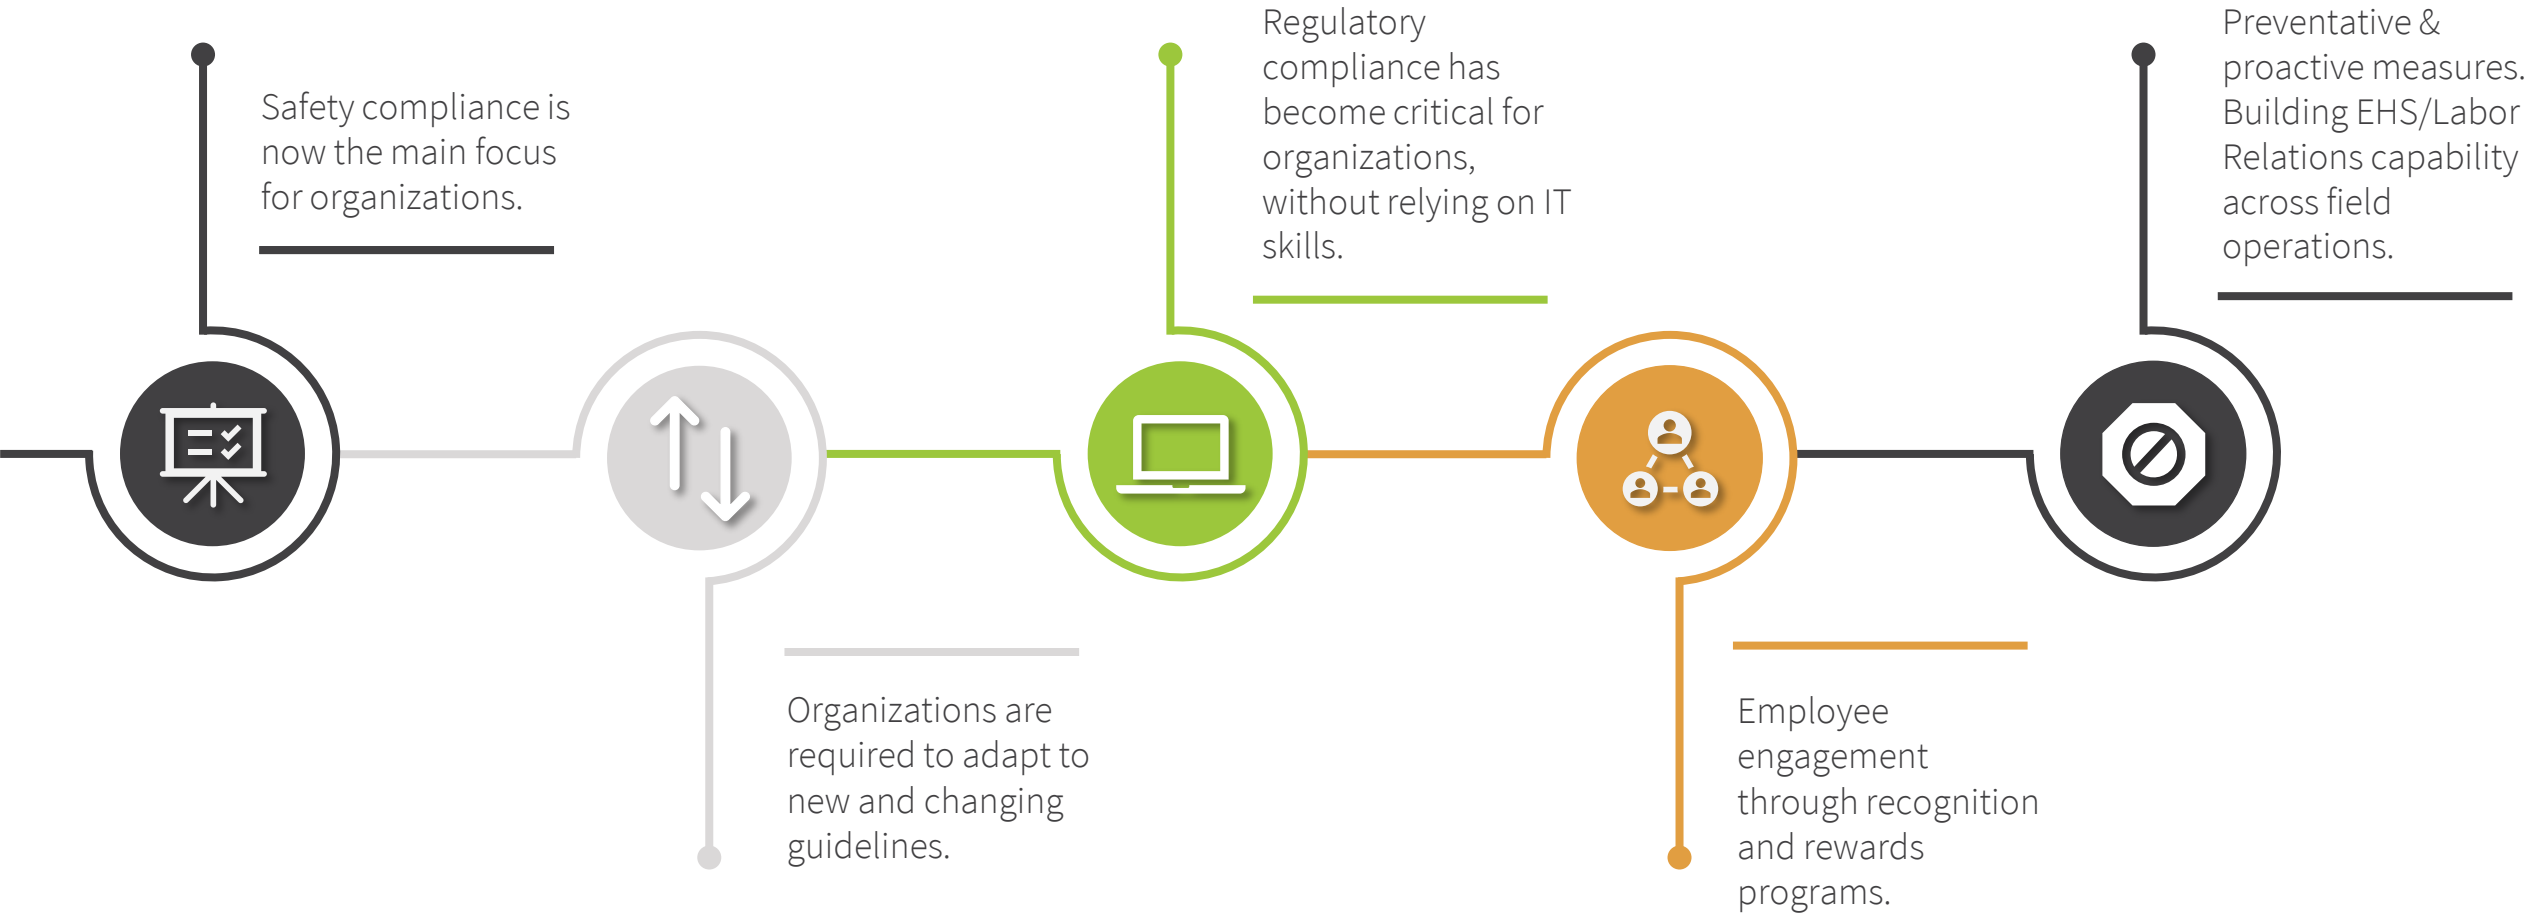 Safety compliance is
now the main focus
for organizations.
Organizations are
required to adapt to
new and changing
guidelines.
Regulatory
compliance has
become critical for
organizations,
without relying on IT
skills.
Employee
engagement
through recognition
and rewards
programs.
Preventative &
proactive measures.
Building EHS/Labor
Relations capability
across field
operations.